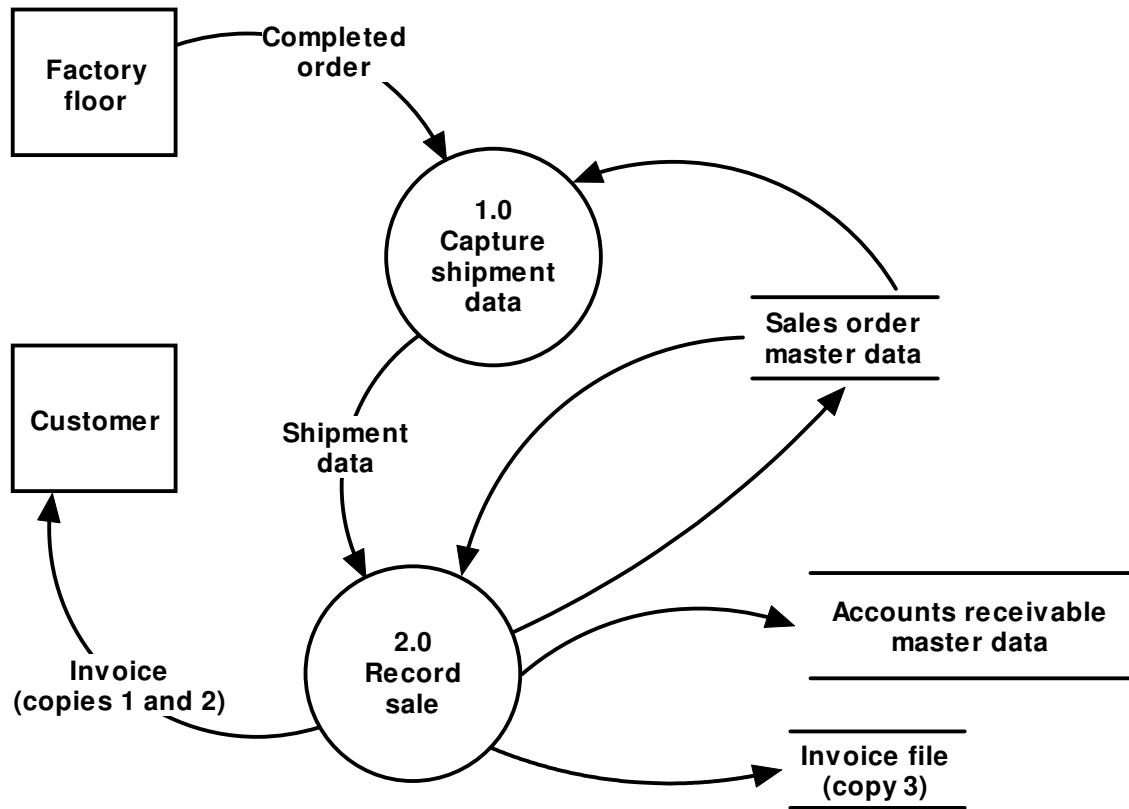 Factory
floor
Completed
order
1.0
Capture
shipment
data
Sales order
master data
Customer
Shipment
data
2.0
Record
sale
Accounts receivable
master data
Invoice
(copies 1 and 2)
Invoice file
(copy 3)